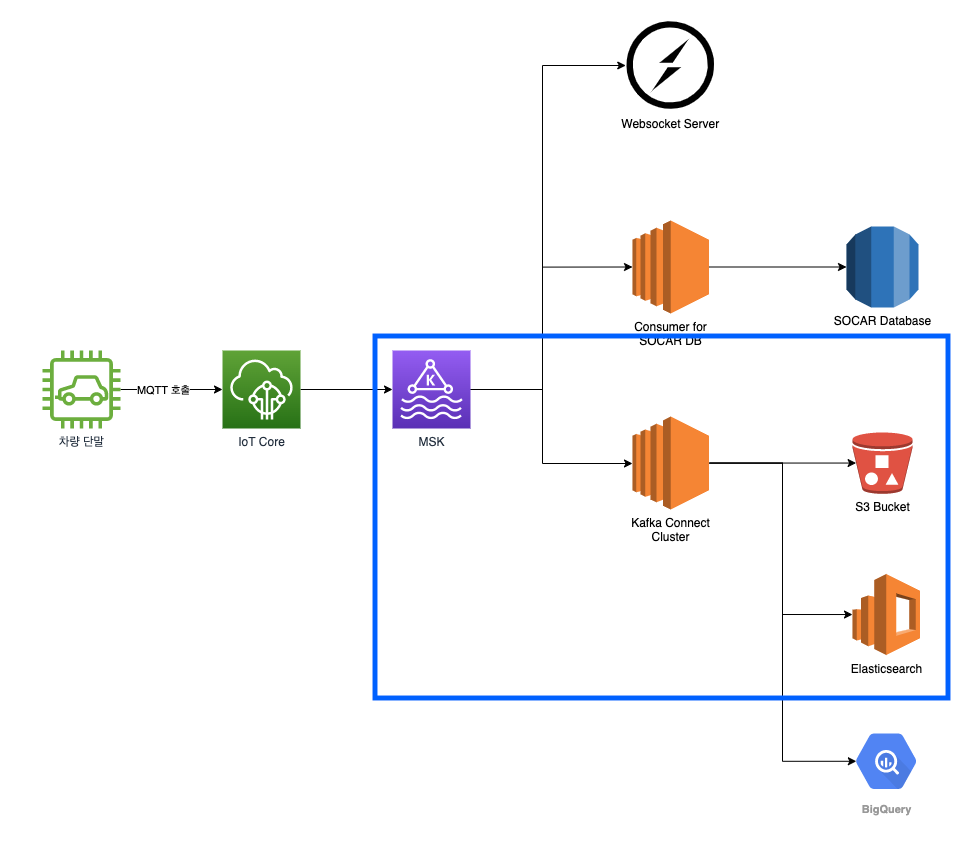 Websocket Server
Consumer for
SOCAR DB
SOCAR Database
MQTT 호출
차량 단말
IoT Core
K
MSK
Kafka Connect
Cluster
S3 Bucket
Elasticsearch
BigQuery